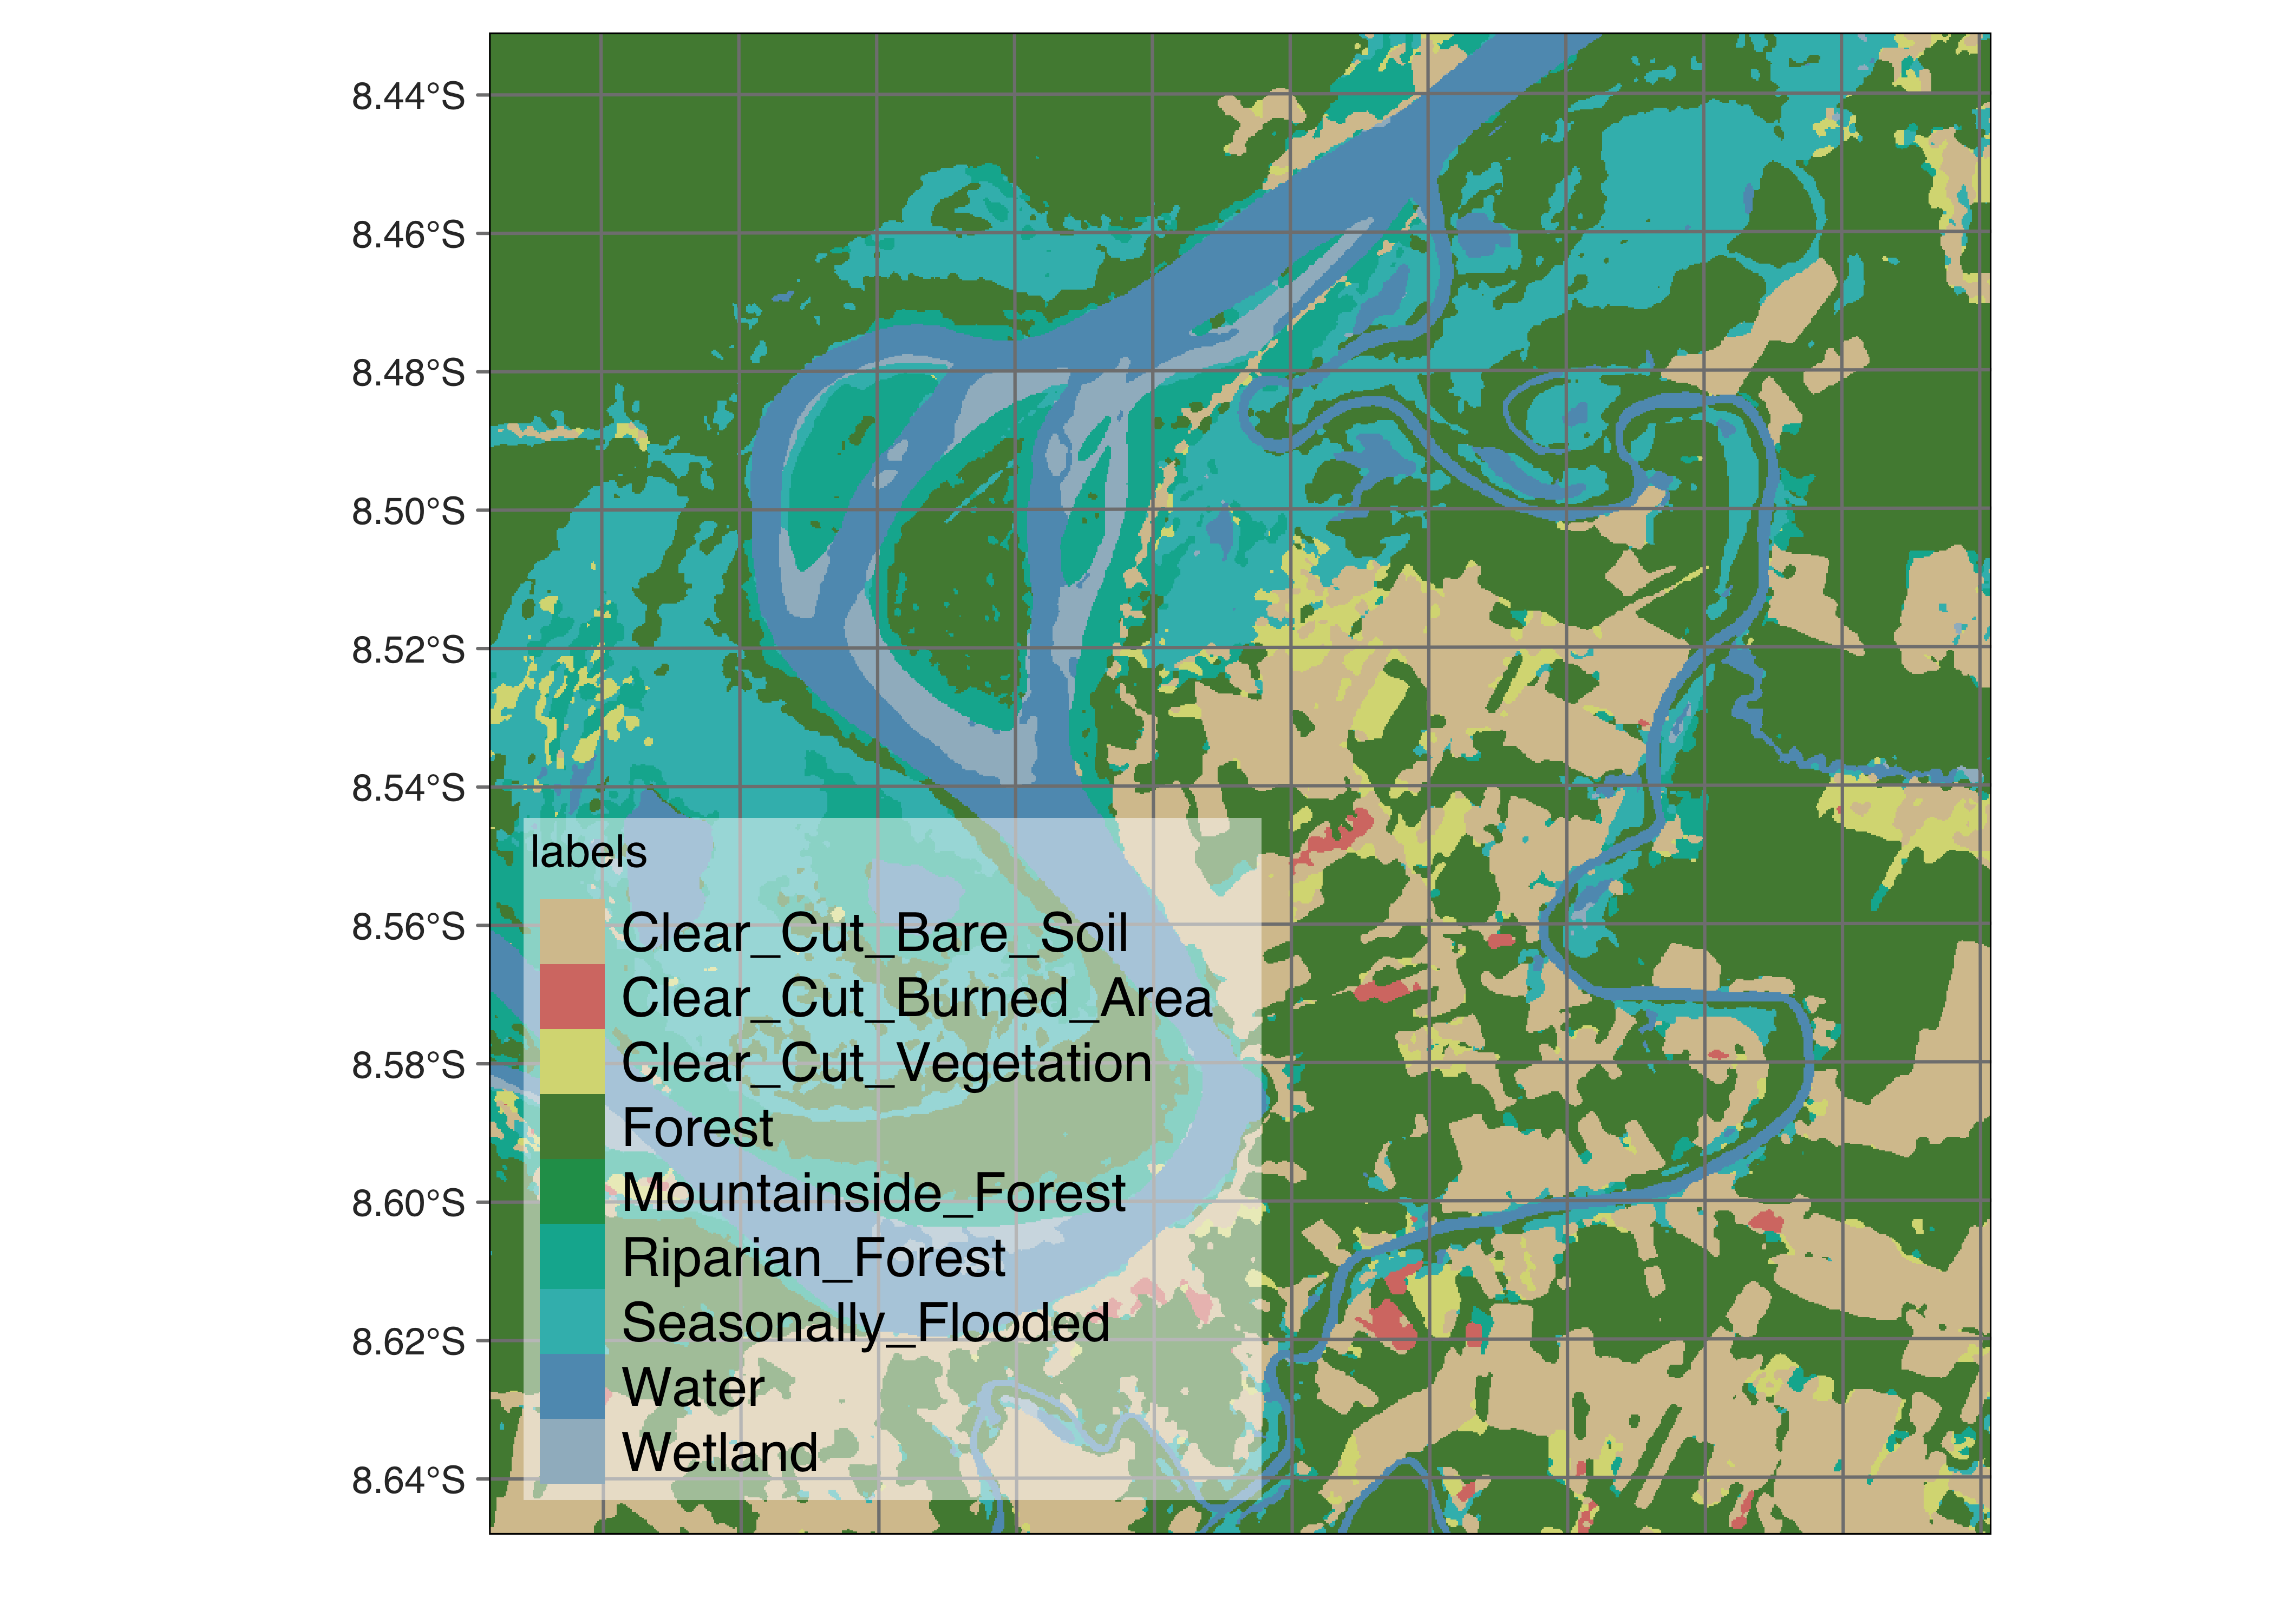 8.44°S
8.46°S
8.48°S
8.50°S
8.52°S
8.54°S
8.56°S
8.58°S
8.60°S
8.62°S
8.64°S
labels
Clear_Cut_Bare_Soil
Clear_Cut_Burned_Area
Clear_Cut_Vegetation
Forest
Mountainside_Forest
Riparian_Forest
Seasonally_Flooded
Water
Wetland